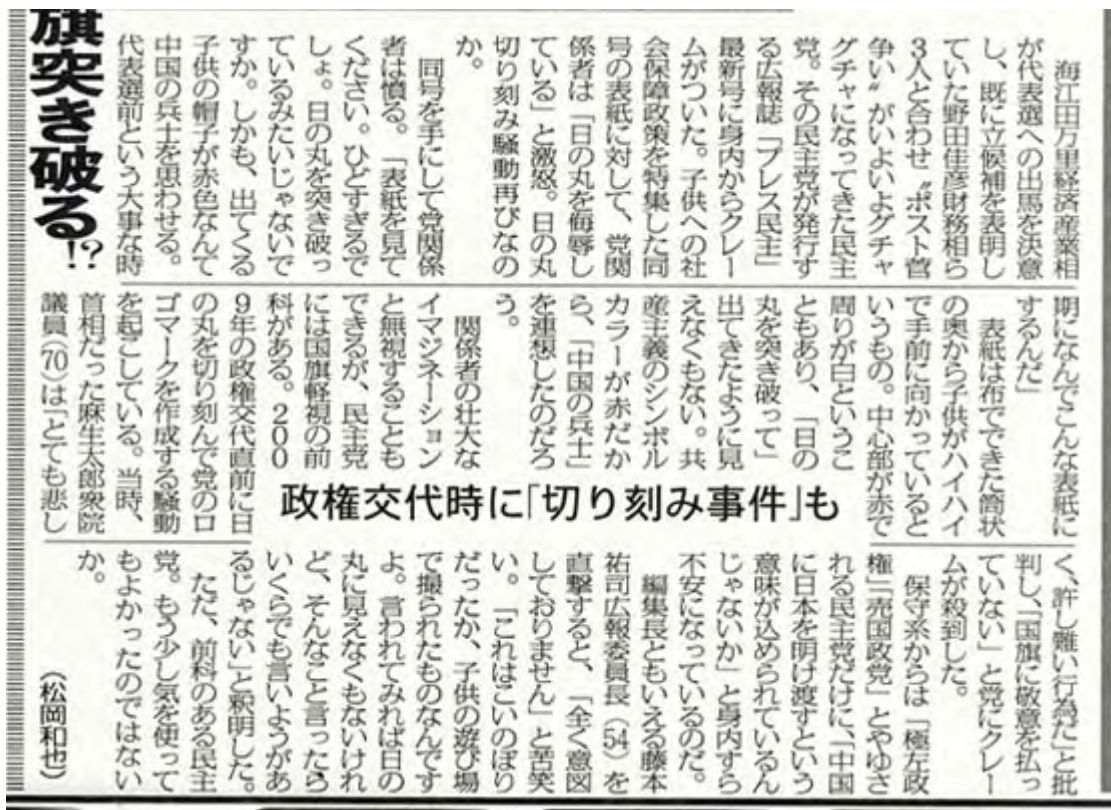 旗突き破る!?
海江田万里経済産業相
が代表選への出馬を決意
し、既に立候補を表明し
ていた野田佳彦財務相ら
3人と合わせ〝ポスト菅
争い〟がいよいよグチャ
グチャになってきた民主
党。その民主党が発行す
る広報誌「プレス民主」
最新号に身内からクレー
ムがついた。子供への社
会保障政策を特集した同
号の表紙に対して、党関
係者は「日の丸を侮辱し
ている」と激怒。日の丸
切り刻み騒動再びなの
か。
同号を手にして党関係
者は憤る。「表紙を見て
ください。ひどすぎるで
しょ。日の丸を突き破っ
ているみたいじゃないで
すか。しかも、出てくる
子供の帽子が赤色なんて
中国の兵士を思わせる。
代表選前という大事な時
期になんでこんな表紙に
するんだ」
表紙は布でできた筒状
の奥から子供がハイハイ
で手前に向かっていると
いうもの。中心部が赤で
周りが白というこ
ともあり、「日の
丸を突き破って」
出てきたように見
えなくもない。共
産主義のシンボル
カラーが赤だか
ら、「中国の兵士」
を連想したのだろ
う。
関係者の壮大な
イマジネーション
と無視することも
できるが、民主党
には国旗軽視の前
科がある。200
9年の政権交代直前に日
の丸を切り刻んで党のロ
ゴマークを作成する騒動
を起こしている。当時、
首相だった麻生太郎衆院
議員(70)は「とても悲し
政権交代時に「切り刻み事件」も
く、許し難い行為だ」と批
判し、「国旗に敬意を払っ
ていない」と党にクレー
ムが殺到した。
保守系からは「極左政
権」「売国政党」とやゆさ
れる民主党だけに、「中国
に日本を明け渡すという
意味が込められているん
じゃないか」と身内すら
不安になっているのだ。
編集長ともいえる藤本
祐司広報委員長(54)を
直撃すると、「全く意図
しておりません」と苦笑
い。「これはこいのぼり
だったか、子供の遊び場
で撮られたものなんです
よ。言われてみれば日の
丸に見えなくもないけれ
ど、そんなこと言ったら
いくらでも言いようがあ
るじゃない」と釈明した。
ただ、前科のある民主
党。もう少し気を使って
もよかったのではない
か。
(松岡和也)